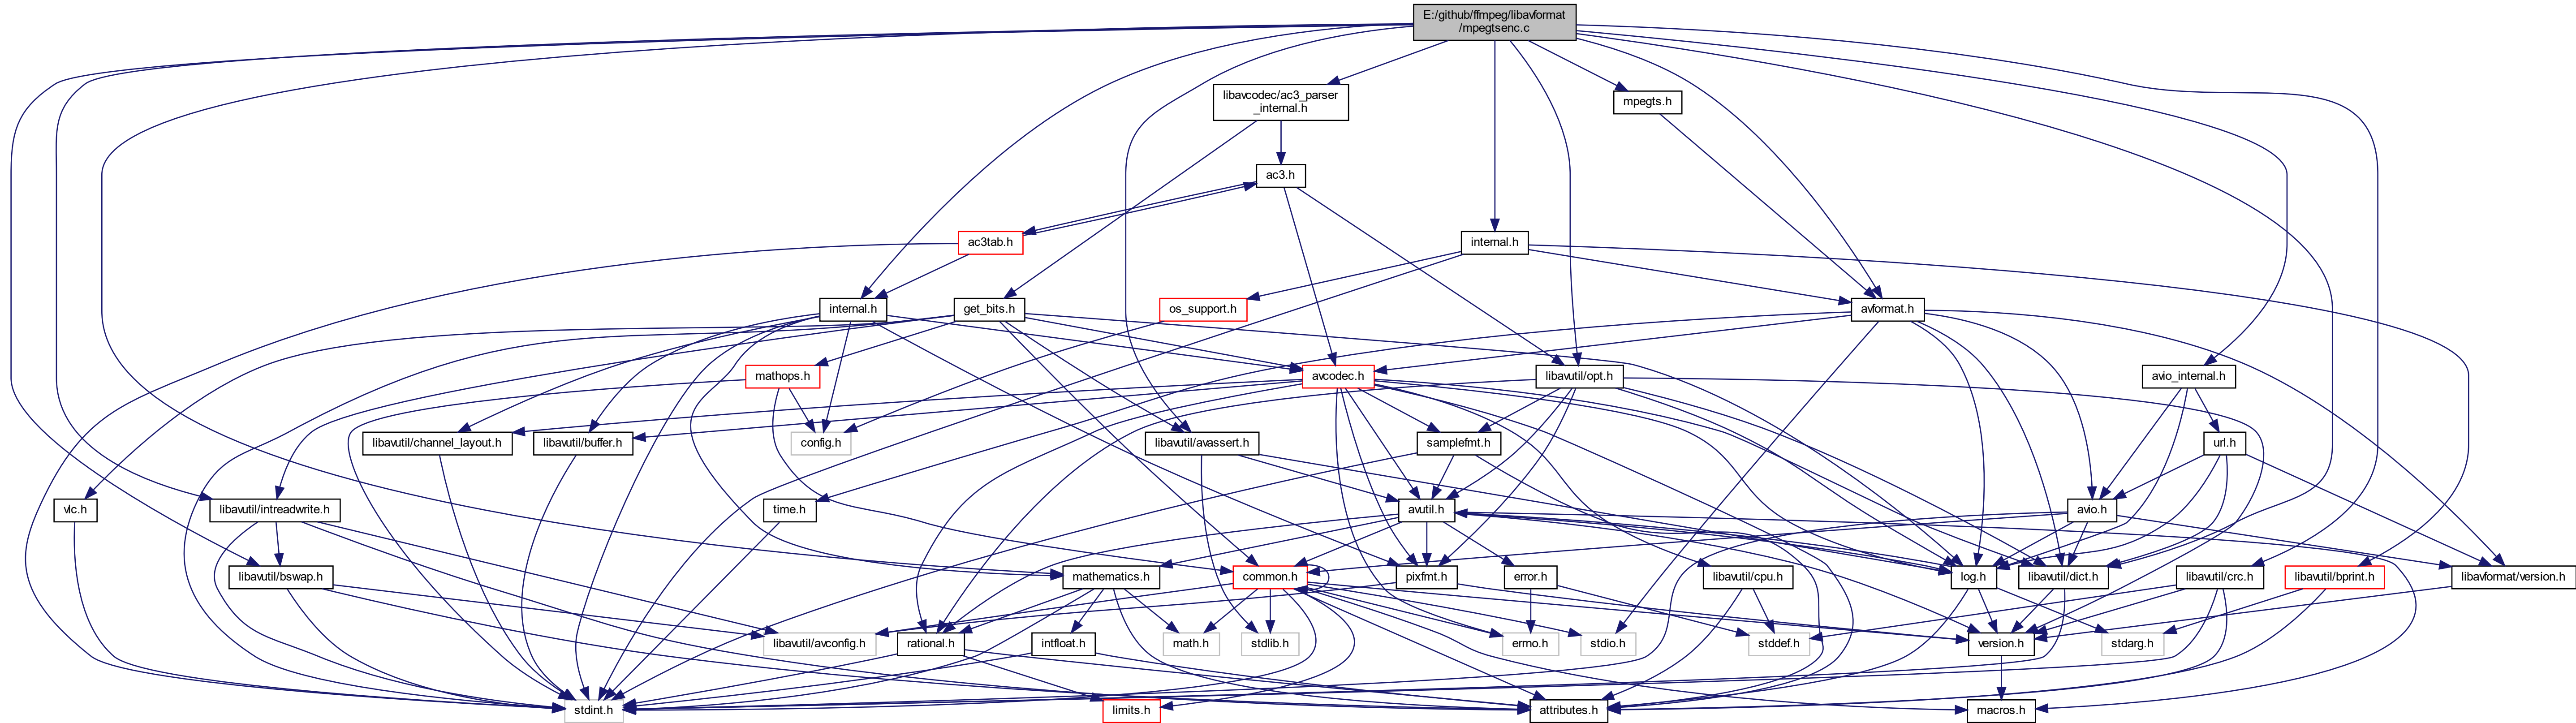 E:/github/ffmpeg/libavformat
/mpegtsenc.c
libavcodec/ac3_parser
_internal.h
mpegts.h
ac3.h
ac3tab.h
internal.h
internal.h
get_bits.h
os_support.h
avformat.h
mathops.h
avcodec.h
libavutil/opt.h
avio_internal.h
libavutil/channel_layout.h
libavutil/buffer.h
config.h
libavutil/avassert.h
samplefmt.h
url.h
vlc.h
libavutil/intreadwrite.h
time.h
avutil.h
avio.h
libavutil/bswap.h
mathematics.h
common.h
pixfmt.h
error.h
libavutil/cpu.h
log.h
libavutil/dict.h
libavutil/crc.h
libavutil/bprint.h
libavformat/version.h
libavutil/avconfig.h
rational.h
intfloat.h
math.h
stdlib.h
errno.h
stdio.h
stddef.h
version.h
stdarg.h
stdint.h
limits.h
attributes.h
macros.h